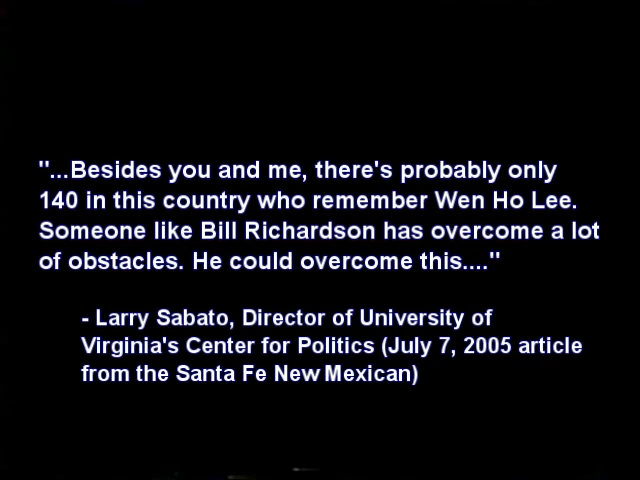 "...Besides you and me, there's probably only
140 in this country who remember Wen Ho Lee.
Someone like Bill Richardson has overcome a lot
of obstacles. He could overcome this...."
- Larry Sabato, Director of University of
Virginia's Center for Politics (July 7, 2005 article
from the Santa Fe New Mexican)